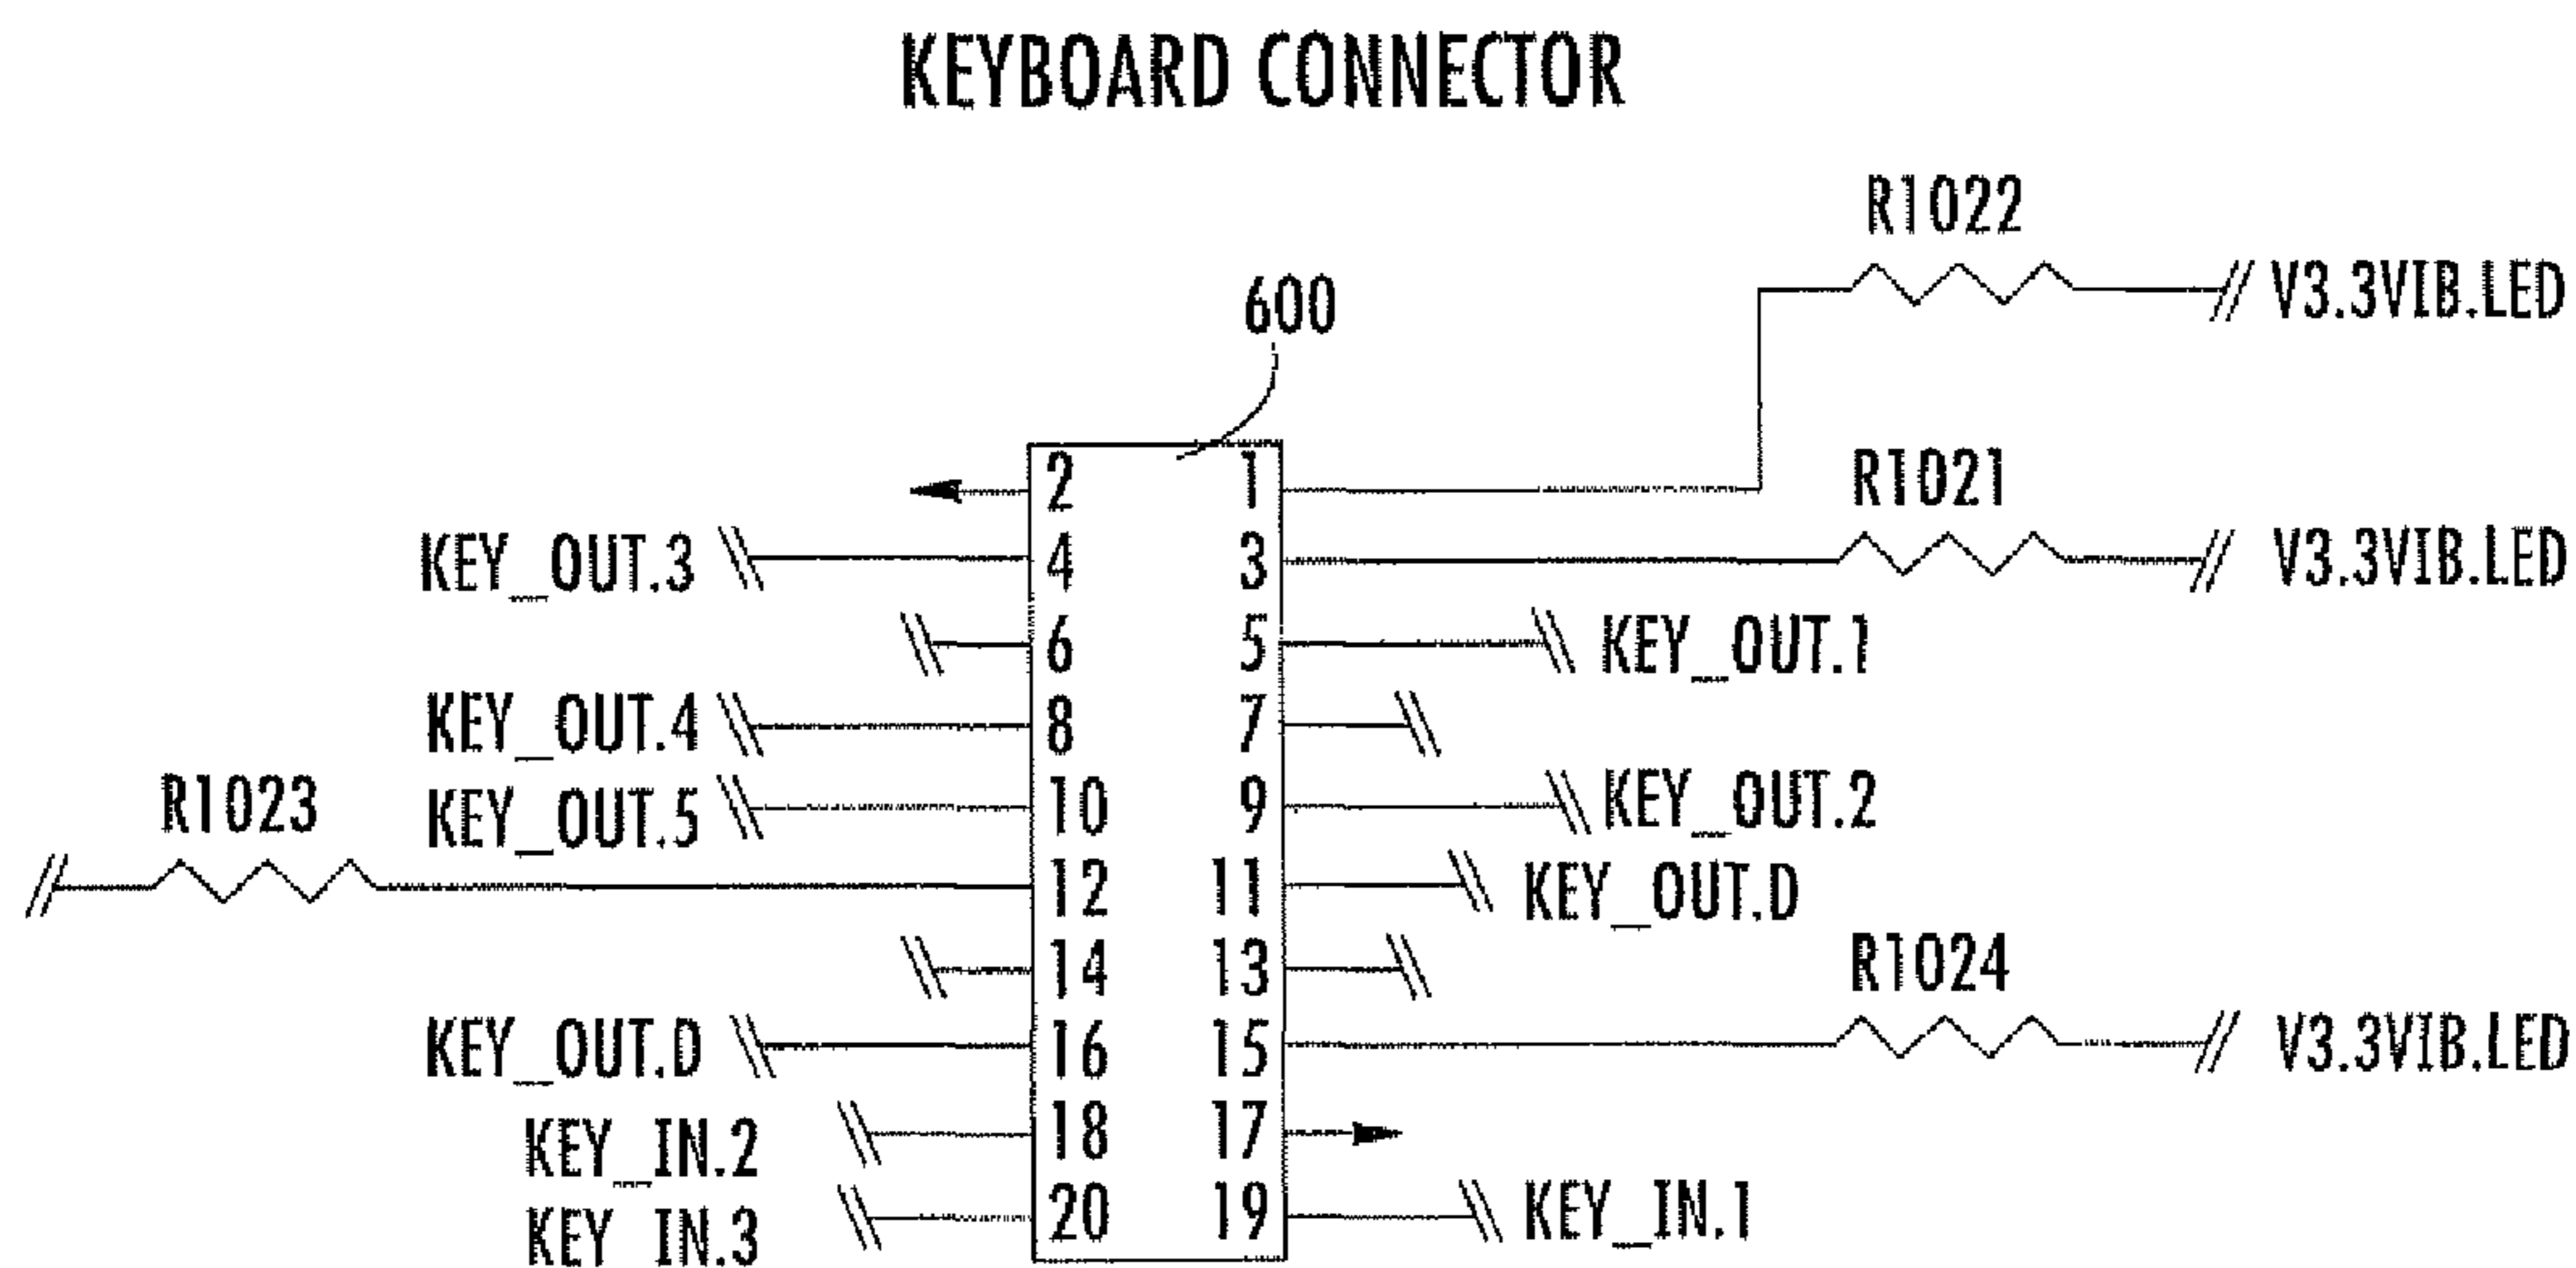 KEYBOARD CONNECTOR
R1022
V3.3VIB.LED
600
2 1
R1021
KEY_OUT.3 4 3 V3.3VIB.LED
6 5 KEY_OUT.1
KEY_OUT.4 8 7
R1023 KEY_OUT.5 10 9 KEY_OUT.2
12 11 KEY_OUT.D
14 13 R1024
KEY_OUT.D 16 15 V3.3VIB.LED
KEY_IN.2 18 17
KEY IN.3 20 19 KEY_IN.1